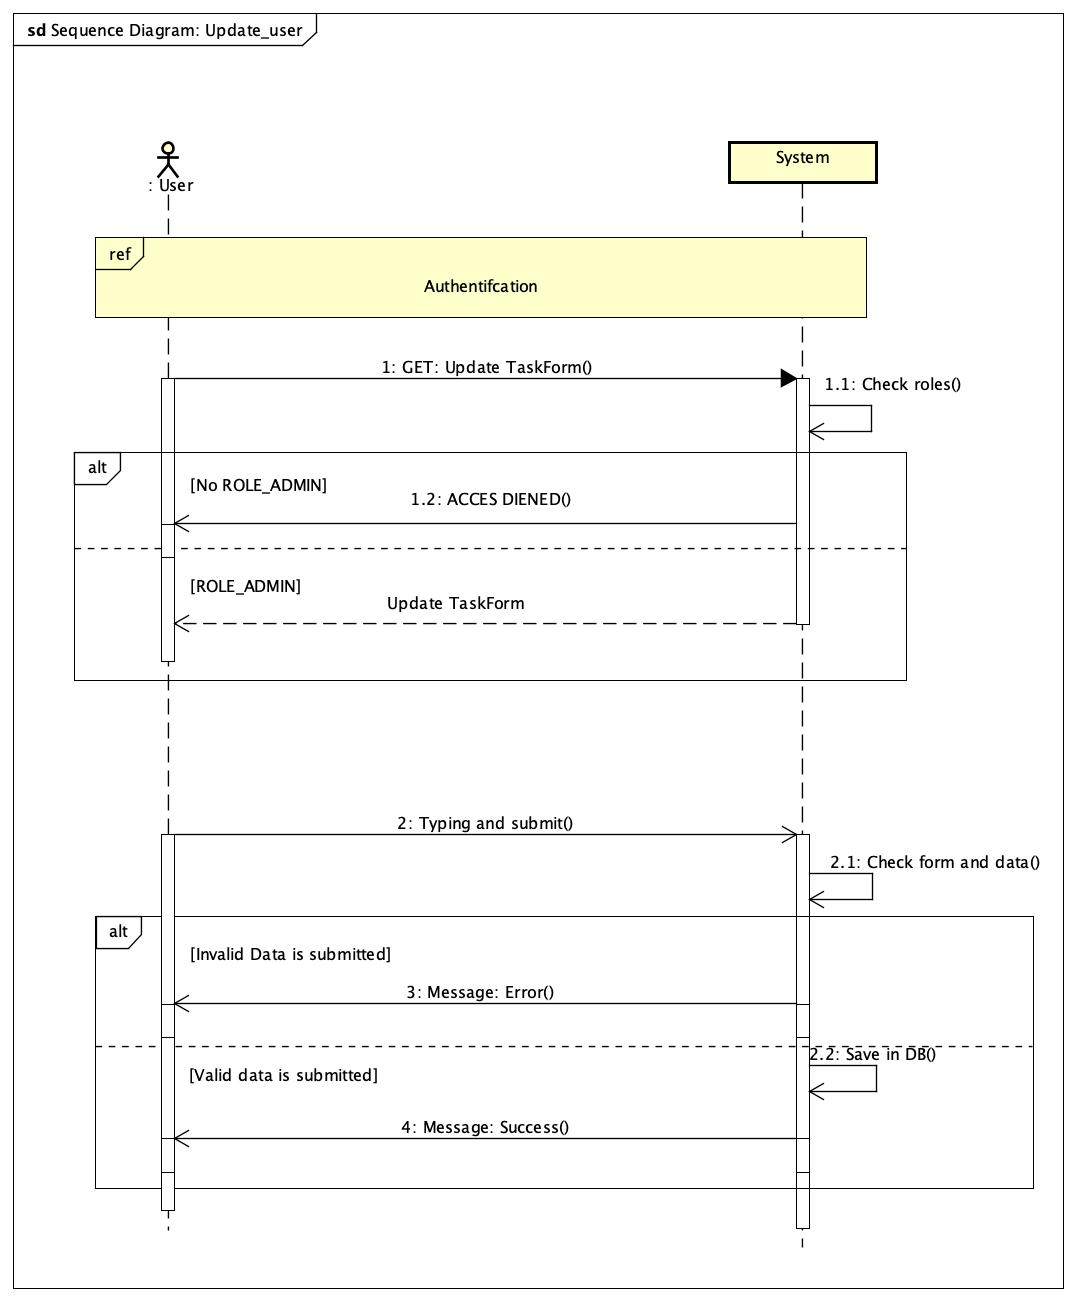 sd Sequence Diagram: Update_user
: User
System
ref
Authentifcation
1: GET: Update TaskForm()
1.1: Check roles()
alt
[No ROLE_ADMIN]
1.2: ACCES DIENED()
[ROLE_ADMIN]
Update TaskForm
2: Typing and submit()
2.1: Check form and data()
alt
[Invalid Data is submitted]
3: Message: Error()
2.2: Save in DB()
[Valid data is submitted]
4: Message: Success()